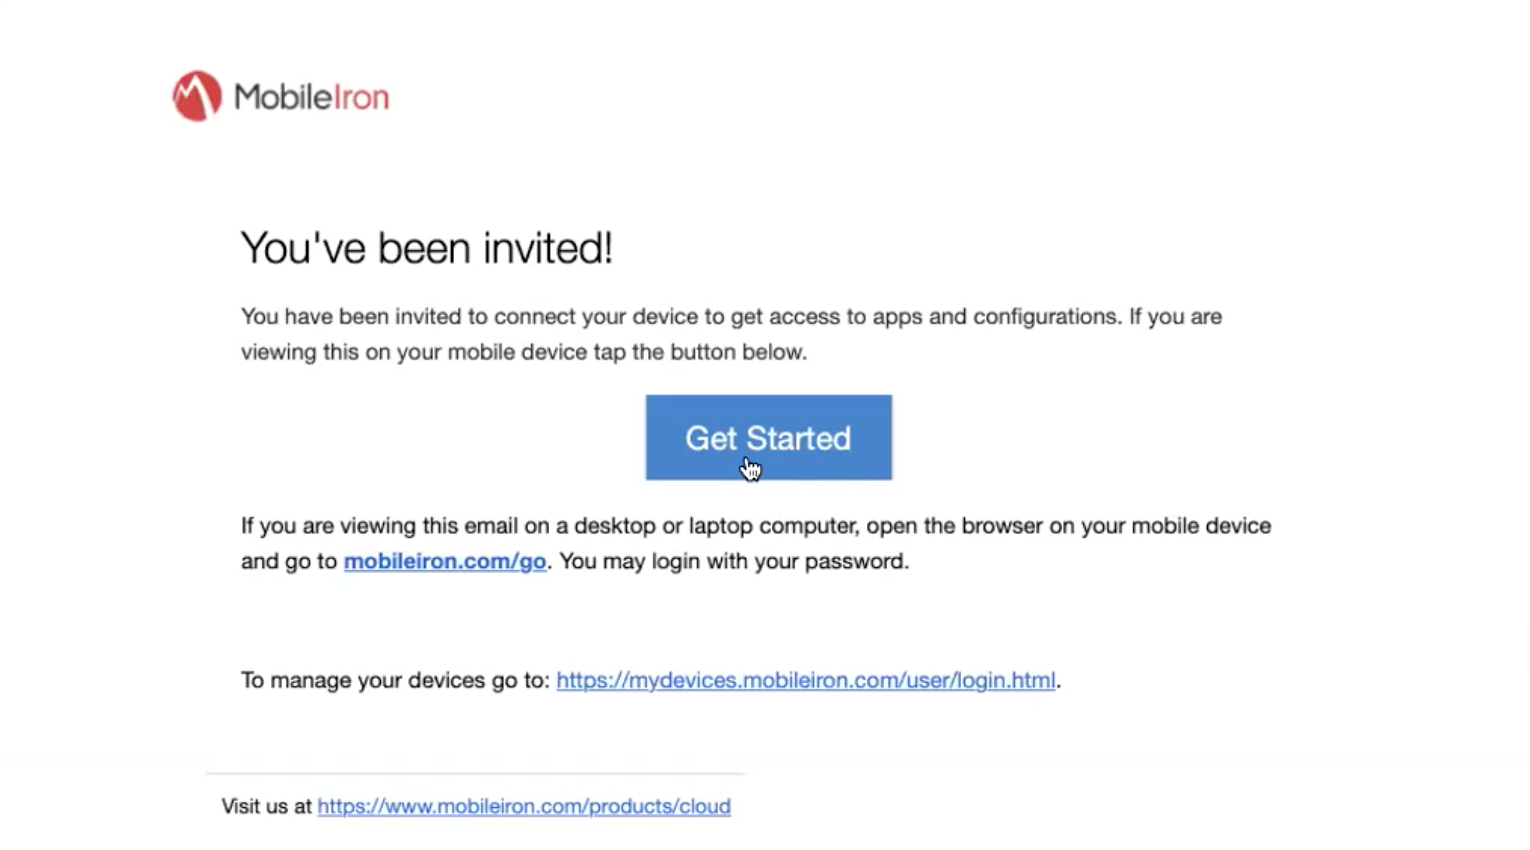 MobileIron
You've been invited!
You have been invited to connect your device to get access to apps and configurations. If you are
viewing this on your mobile device tap the button below.
Get Started
If you are viewing this email on a desktop or laptop computer, open the browser on your mobile device
and go to mobileiron.com/go. You may login with your password.
To manage your devices go to: https://mydevices.mobileiron.com/user/login.html.
Visit us at https://www.mobileiron.com/products/cloud